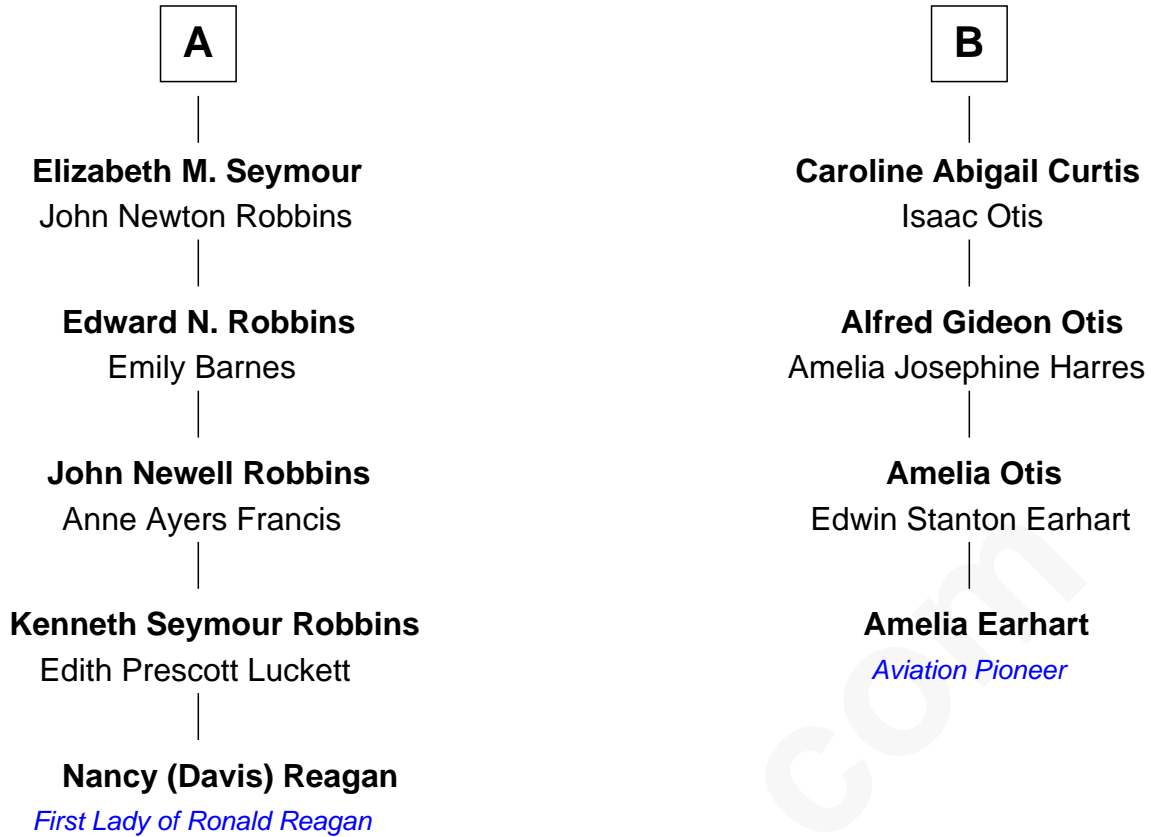 A
Elizabeth M. Seymour
John Newton Robbins
Edward N. Robbins
Emily Barnes
John Newell Robbins
Anne Ayers Francis
Kenneth Seymour Robbins
Edith Prescott Luckett
Nancy (Davis) Reagan
First Lady of Ronald Reagan
B
Caroline Abigail Curtis
Isaac Otis
Alfred Gideon Otis
Amelia Josephine Harres
Amelia Otis
Edwin Stanton Earhart
Amelia Earhart
Aviation Pioneer
com